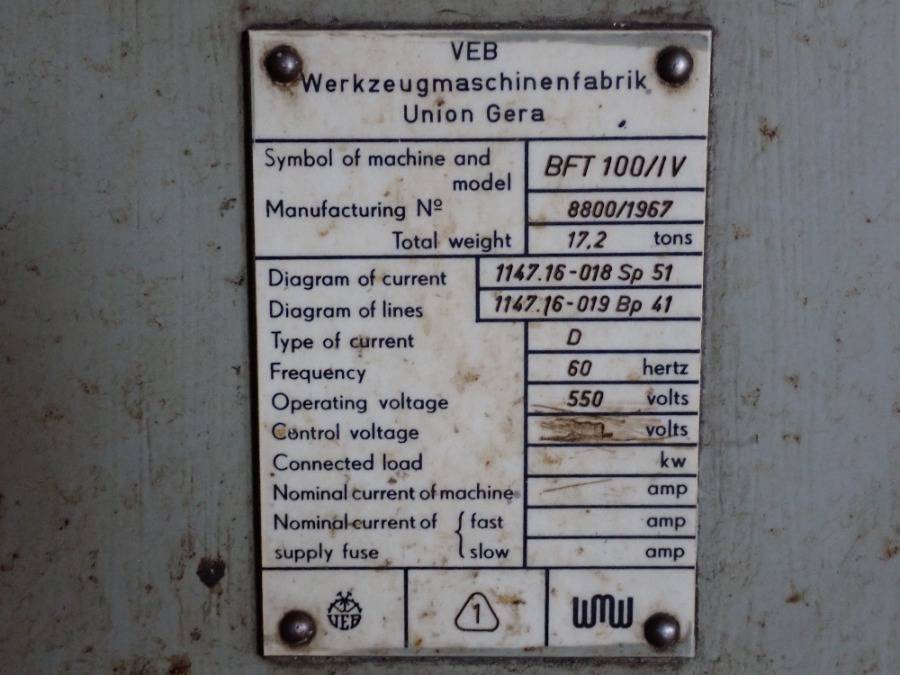 VEB
Werkzeugmaschinenfabrik
Union Gera
Symbol of machine and
model
BFT 100/IV
Manufacturing Nº 8800/1967
Total weight 17,2 tons
Diagram of current 1147.16-018 Sp 51
Diagram of lines 1147.16-019 Bp 41
Type of current D
Frequency 60 hertz
Operating voltage 550 volts
Control voltage volts
Connected load kw
Nominal current of machine amp
Nominal current of { fast amp
supply fuse slow amp
VEB 1 WMW